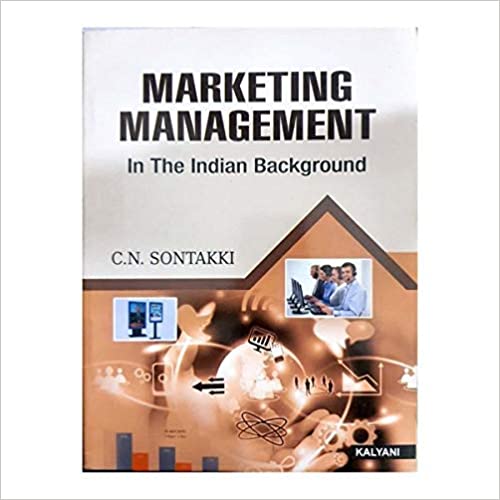 MARKETING
MANAGEMENT
In The Indian Background
C.N. SONTAKKI
KALYANI